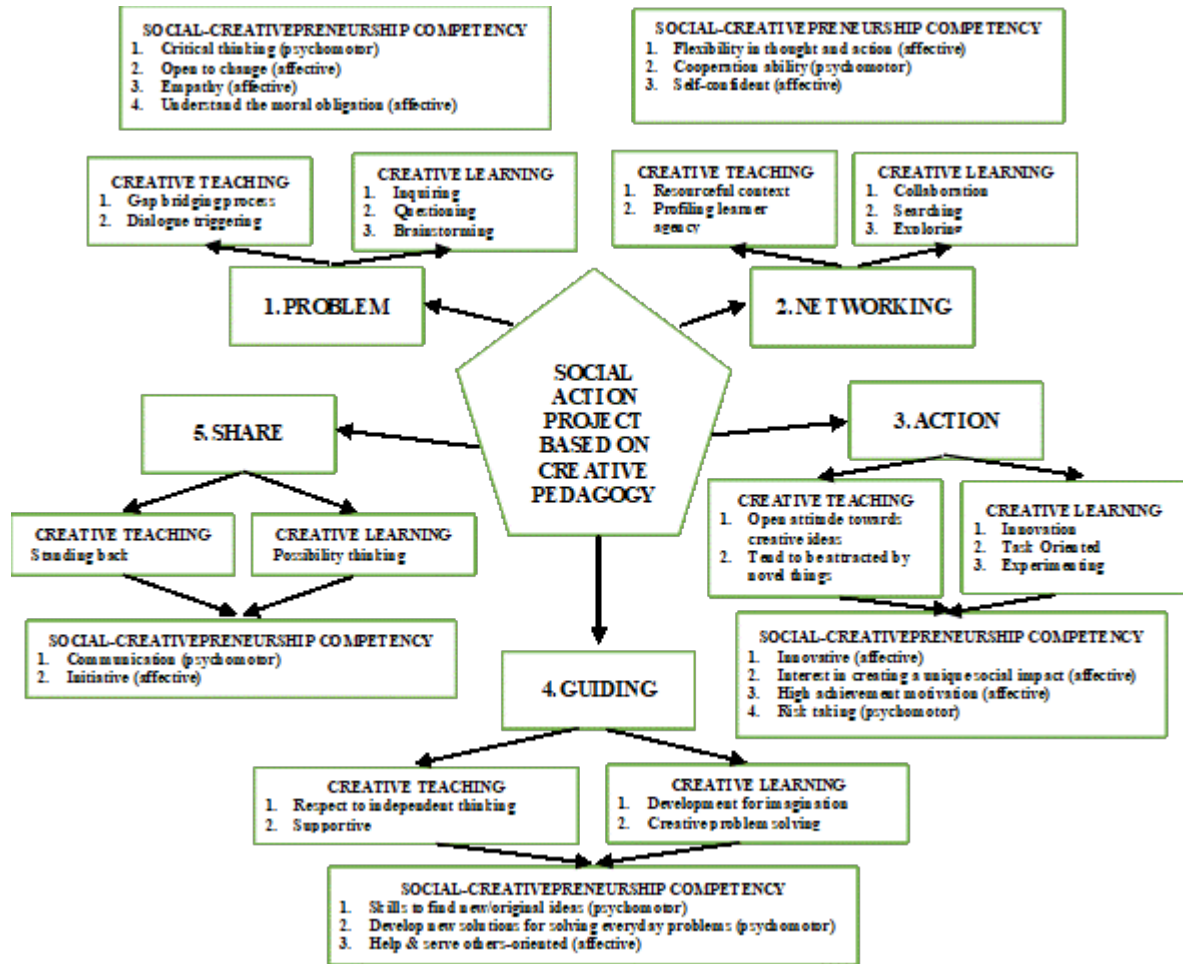 SOCIAL-CREATIVEPRENEURSHIP COMPETENCY
1. Critical thinking (psychomotor)
2. Open to change (affective)
3. Empathy (affective)
4. Understand the moral obligation (affective)
SOCIAL-CREATIVEPRENEURSHIP COMPETENCY
1. Flexibility in thought and action (affective)
2. Cooperation ability (psychomotor)
3. Self-confident (affective)
CREATIVE TEACHING
1. Gap bridging process
2. Dialogue triggering
CREATIVE LEARNING
1. Inquiring
2. Questioning
3. Brainstorming
CREATIVE TEACHING
1. Resourceful context
2. Profiling learner
agency
CREATIVE LEARNING
1. Collaboration
2. Searching
3. Exploring
1. PROBLEM
2. NETWORKING
SOCIAL
ACTION
PROJECT
BASED ON
CREATIVE
PEDAGOGY
5. SHARE
3. ACTION
CREATIVE TEACHING
1. Open attitude towards
creative ideas
2. Tend to be attracted by
novel things
CREATIVE LEARNING
1. Innovation
2. Task Oriented
3. Experimenting
CREATIVE TEACHING
Standing back
CREATIVE LEARNING
Possibility thinking
SOCIAL-CREATIVEPRENEURSHIP COMPETENCY
1. Communication (psychomotor)
2. Initiative (affective)
SOCIAL-CREATIVEPRENEURSHIP COMPETENCY
1. Innovative (affective)
2. Interest in creating a unique social impact (affective)
3. High achievement motivation (affective)
4. Risk taking (psychomotor)
4. GUIDING
CREATIVE TEACHING
1. Respect to independent thinking
2. Supportive
CREATIVE LEARNING
1. Development for imagination
2. Creative problem solving
SOCIAL-CREATIVEPRENEURSHIP COMPETENCY
1. Skills to find new/original ideas (psychomotor)
2. Develop new solutions for solving everyday problems (psychomotor)
3. Help & serve others-oriented (affective)